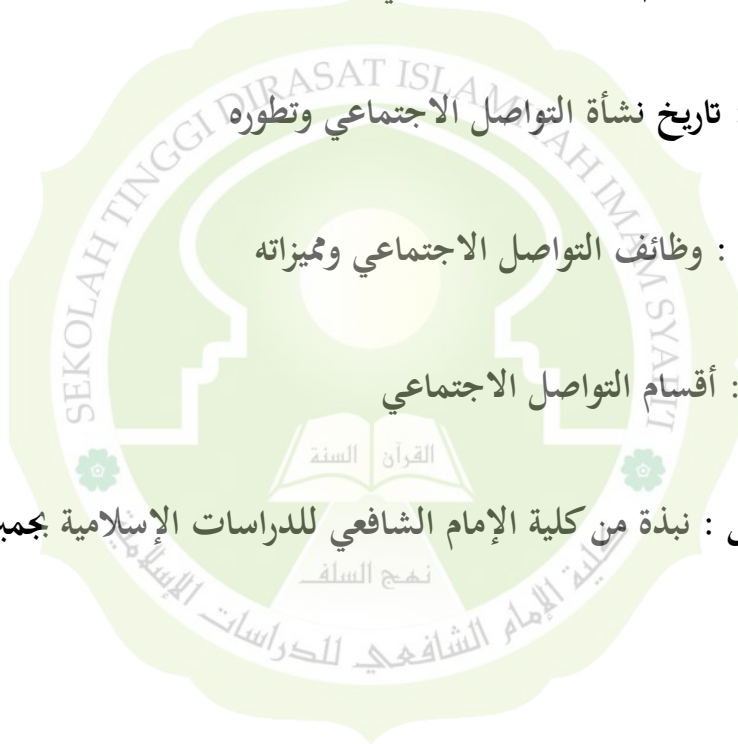 : تاريخ نشأة التواصل الاجتماعي وتطوره
: وظائف التواصل الاجتماعي ومميزاته
: أقسام التواصل الاجتماعي
: نبذة من كلية الإمام الشافعي للدراسات الإسلامية
SEKOLAH TINGGI DIRASAT ISLAMIYAH IMAM SYAFI'I
القرآن السنة
نهج السلف
كلية الإمام الشافعي للدراسات الإسلامية